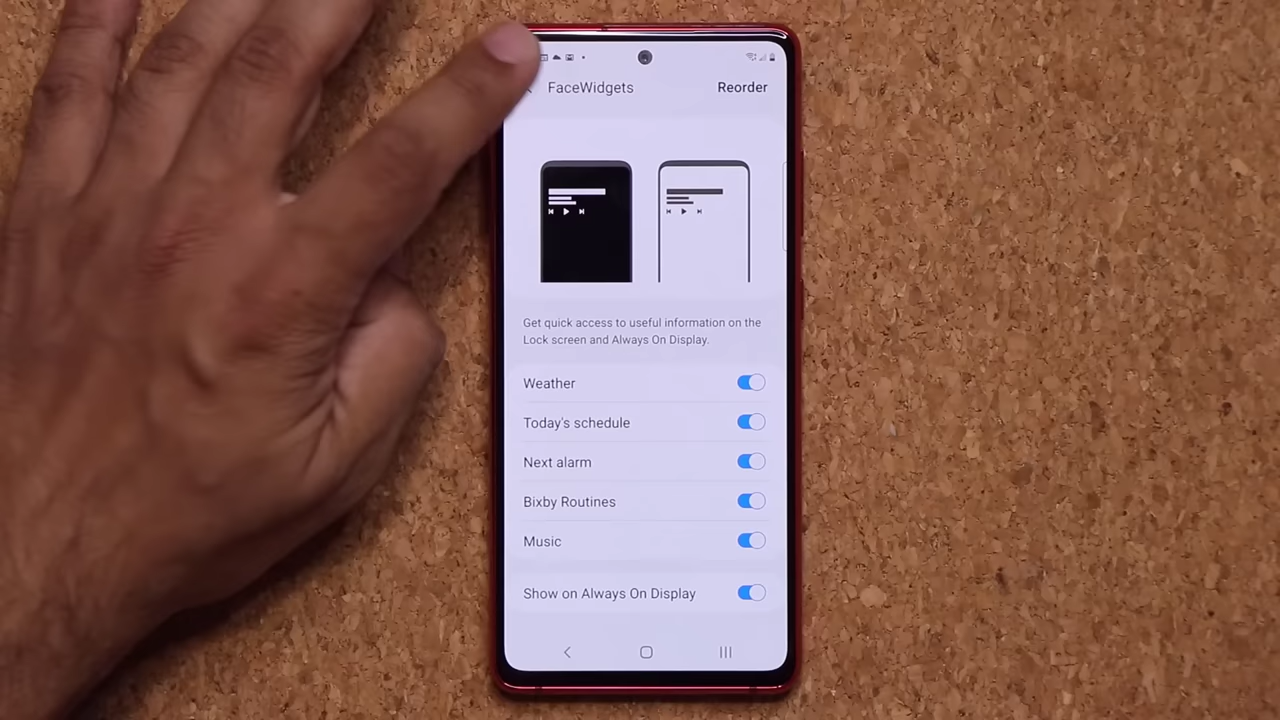 FaceWidgets
Reorder
Get quick access to useful information on the
Lock screen and Always On Display.
Weather
Today's schedule
Next alarm
Bixby Routines
Music
Show on Always On Display